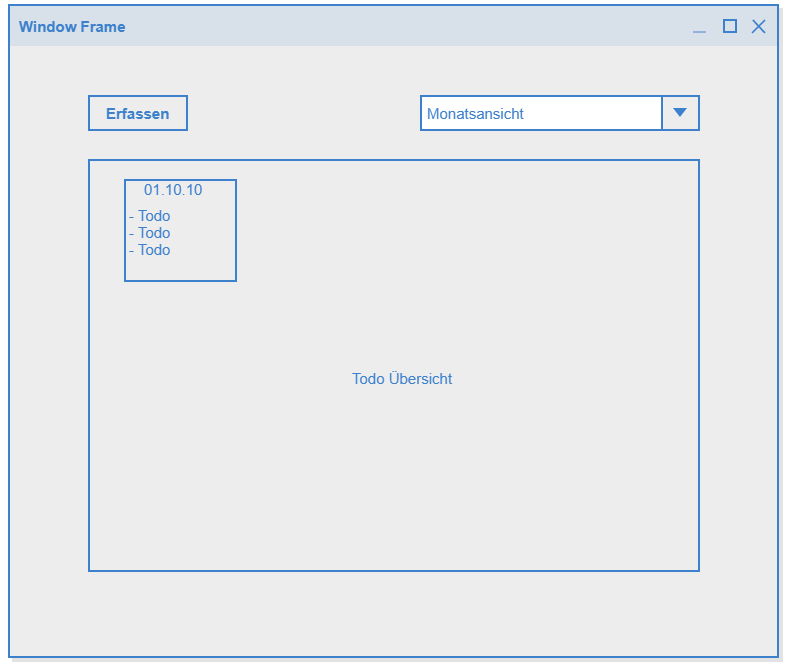 Window Frame
Erfassen
Monatsansicht
01.10.10
- Todo
- Todo
- Todo
Todo Übersicht